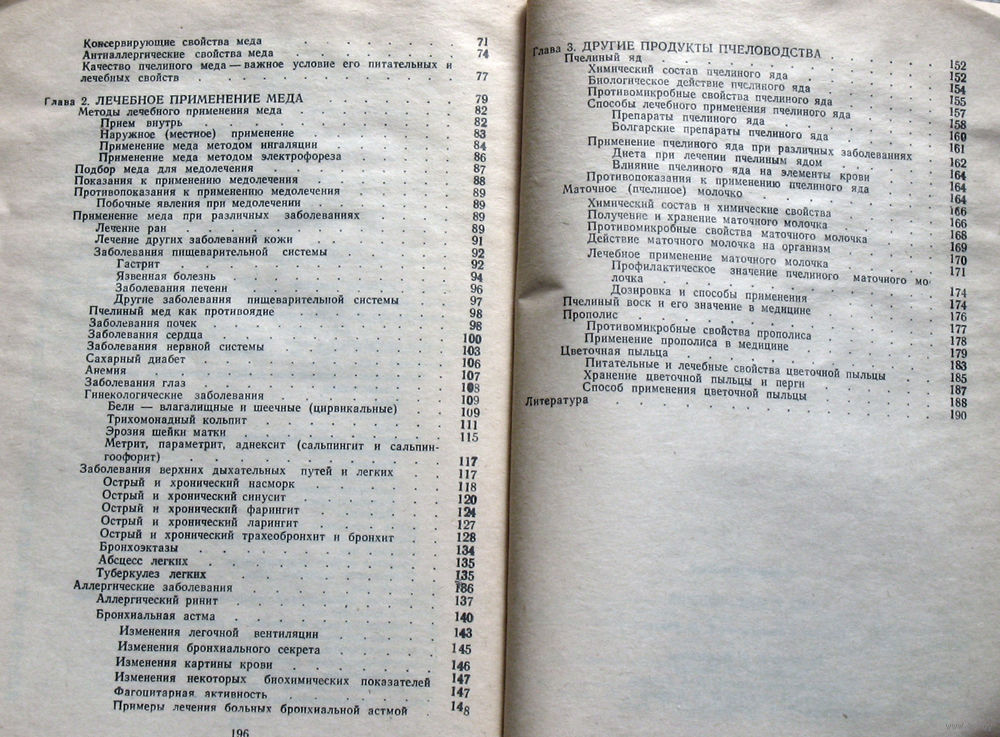 Консервирующие свойства меда 71
Антиаллергические свойства меда 74
Качество пчелиного меда — важное условие его питательных и
лечебных свойств 77
Глава 2. ЛЕЧЕБНОЕ ПРИМЕНЕНИЕ МЕДА 79
Методы лечебного применения меда 82
Прием внутрь 82
Наружное (местное) применение 83
Применение меда методом ингаляции 84
Применение меда методом электрофореза 86
Подбор меда для медолечения 87
Показания к применению медолечения 88
Противопоказания к применению медолечения 89
Побочные явления при медолечении 89
Применение меда при различных заболеваниях 89
Лечение ран 89
Лечение других заболеваний кожи 91
Заболевания пищеварительной системы 92
Гастрит 92
Язвенная болезнь 94
Заболевания печени 96
Другие заболевания пищеварительной системы 97
Пчелиный мед как противоядие 98
Заболевания почек 98
Заболевания сердца 100
Заболевания нервной системы 103
Сахарный диабет 106
Анемия 107
Заболевания глаз 108
Гинекологические заболевания 109
Бели — влагалищные и шеечные (цирвикальные) 109
Трихомонадный кольпит 111
Эрозия шейки матки 115
Метрит, параметрит, аднексит (сальпингит и сальпин-
гоофорит) 117
Заболевания верхних дыхательных путей и легких 117
Острый и хронический насморк 118
Острый и хронический синусит 120
Острый и хронический фарингит 124
Острый и хронический ларингит 127
Острый и хронический трахеобронхит и бронхит 128
Бронхоэктазы 134
Абсцесс легких 135
Туберкулез легких 135
Аллергические заболевания 136
Аллергический ринит 137
Бронхиальная астма 140
Изменения легочной вентиляции 143
Изменения бронхиального секрета 145
Изменения картины крови 146
Изменения некоторых биохимических показателей 147
Фагоцитарная активность 147
Примеры лечения больных бронхиальной астмой 148
196
Глава 3. ДРУГИЕ ПРОДУКТЫ ПЧЕЛОВОДСТВА 152
Пчелиный яд 152
Химический состав пчелиного яда 154
Биологическое действие пчелиного яда 155
Противомикробные свойства пчелиного яда 157
Способы лечебного применения пчелиного яда 158
Препараты пчелиного яда 160
Болгарские препараты пчелиного яда 161
Применение пчелиного яда при различных заболеваниях 162
Диета при лечении пчелиным ядом 164
Влияние пчелиного яда на элементы крови 164
Противопоказания к применению пчелиного яда 164
Маточное (пчелиное) молочко 166
Химический состав и химические свойства 166
Получение и хранение маточного молочка 168
Противомикробные свойства маточного молочка 169
Действие маточного молочка на организм 170
Лечебное применение маточного молочка 171
Профилактическое значение пчелиного маточного мо-
лочка 174
Дозировка и способы применения 174
Пчелиный воск и его значение в медицине 176
Прополис 177
Противомикробные свойства прополиса 178
Применение прополиса в медицине 179
Цветочная пыльца 183
Питательные и лечебные свойства цветочной пыльцы 185
Хранение цветочной пыльцы и перги 187
Способ применения цветочной пыльцы 188
Литература 190